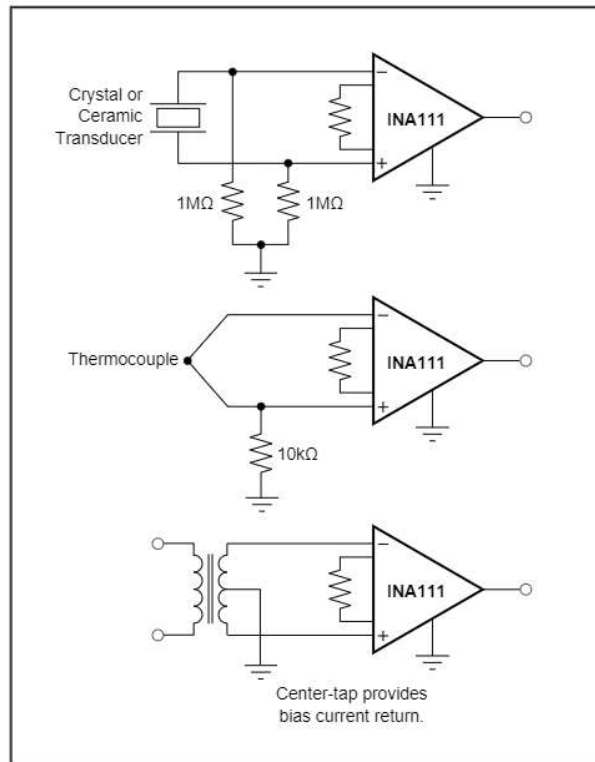 Crystal or
Ceramic
Transducer
−
INA111
+
1MΩ
1MΩ
Thermocouple
−
INA111
+
10kΩ
−
INA111
+
Center-tap provides
bias current return.